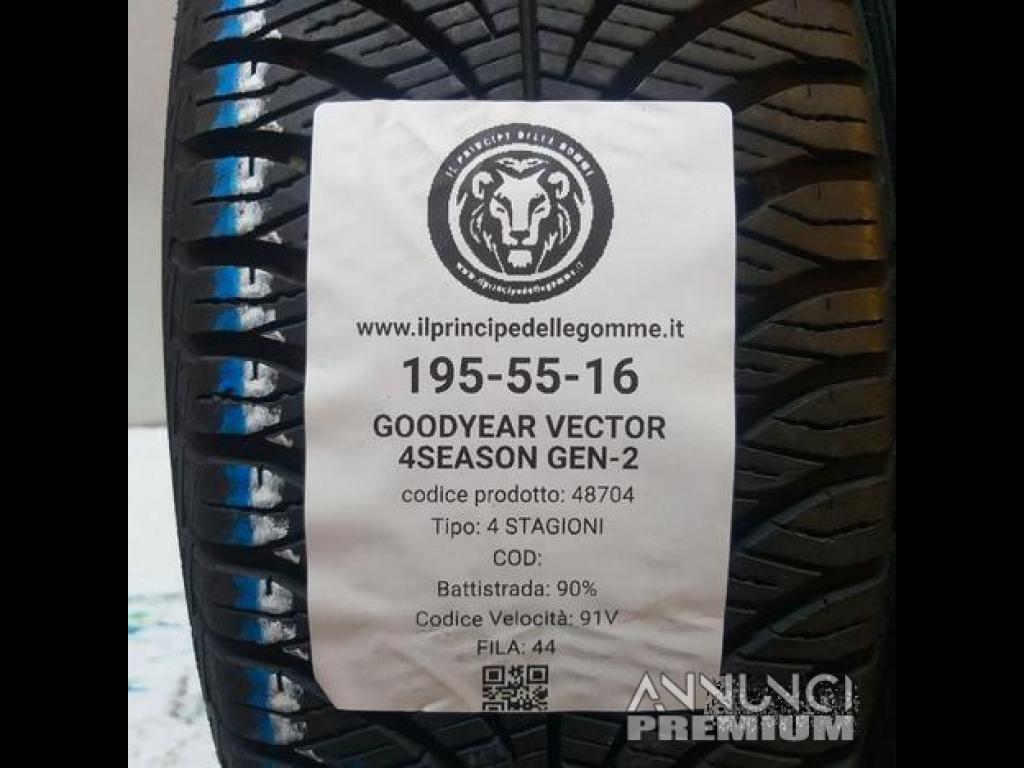 IL PRINCIPE DELLE GOMME
www.ilprincipedellegomme.it
www.ilprincipedellegomme.it
195-55-16
GOODYEAR VECTOR
4SEASON GEN-2
codice prodotto: 48704
Tipo: 4 STAGIONI
COD:
Battistrada: 90%
Codice Velocità: 91V
FILA: 44
ANNUNCI
PREMIUM